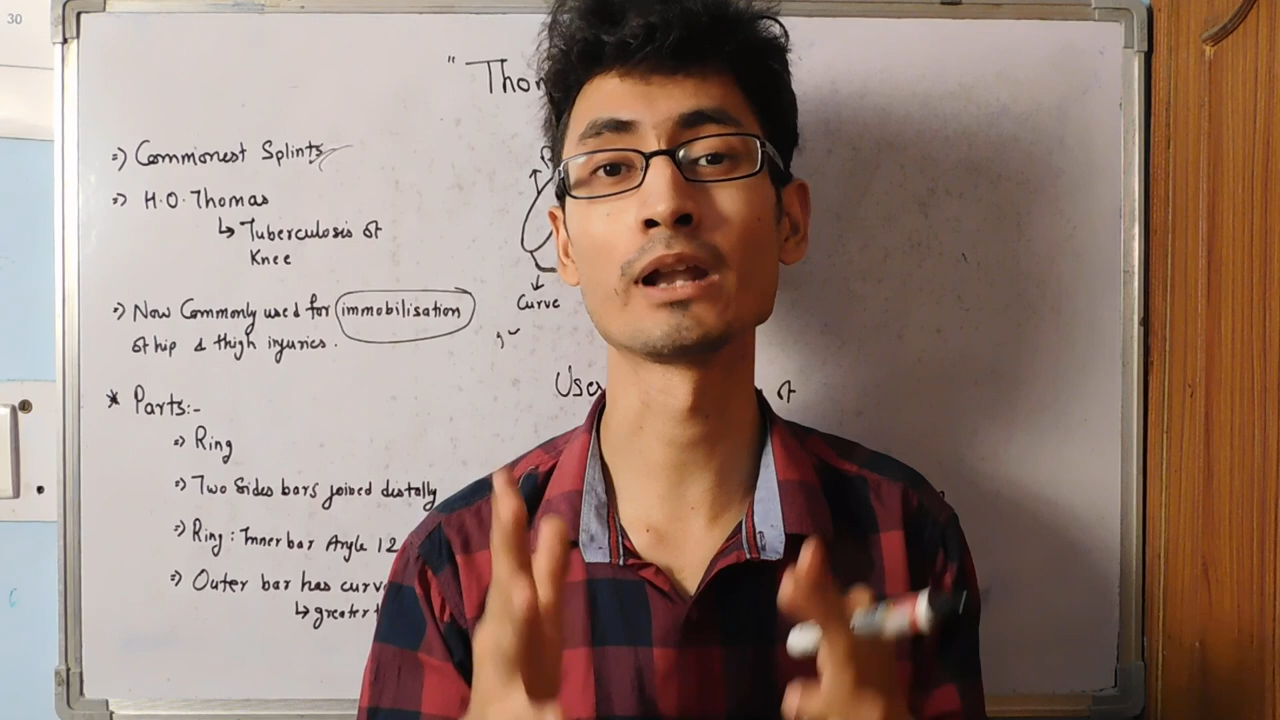 30
" Thom
=) Commonest Splints
=) H.O. Thomas
↳ Tuberculosis of
Knee
Curve
=) Now Commonly used for immobilisation
of hip & thigh injuries.
Use
of
* Parts:-
=) Ring
=) Two Sides bars joined distally
=) Ring : Inner bar Angle 12
=) Outer bar has curv
↳ greater t